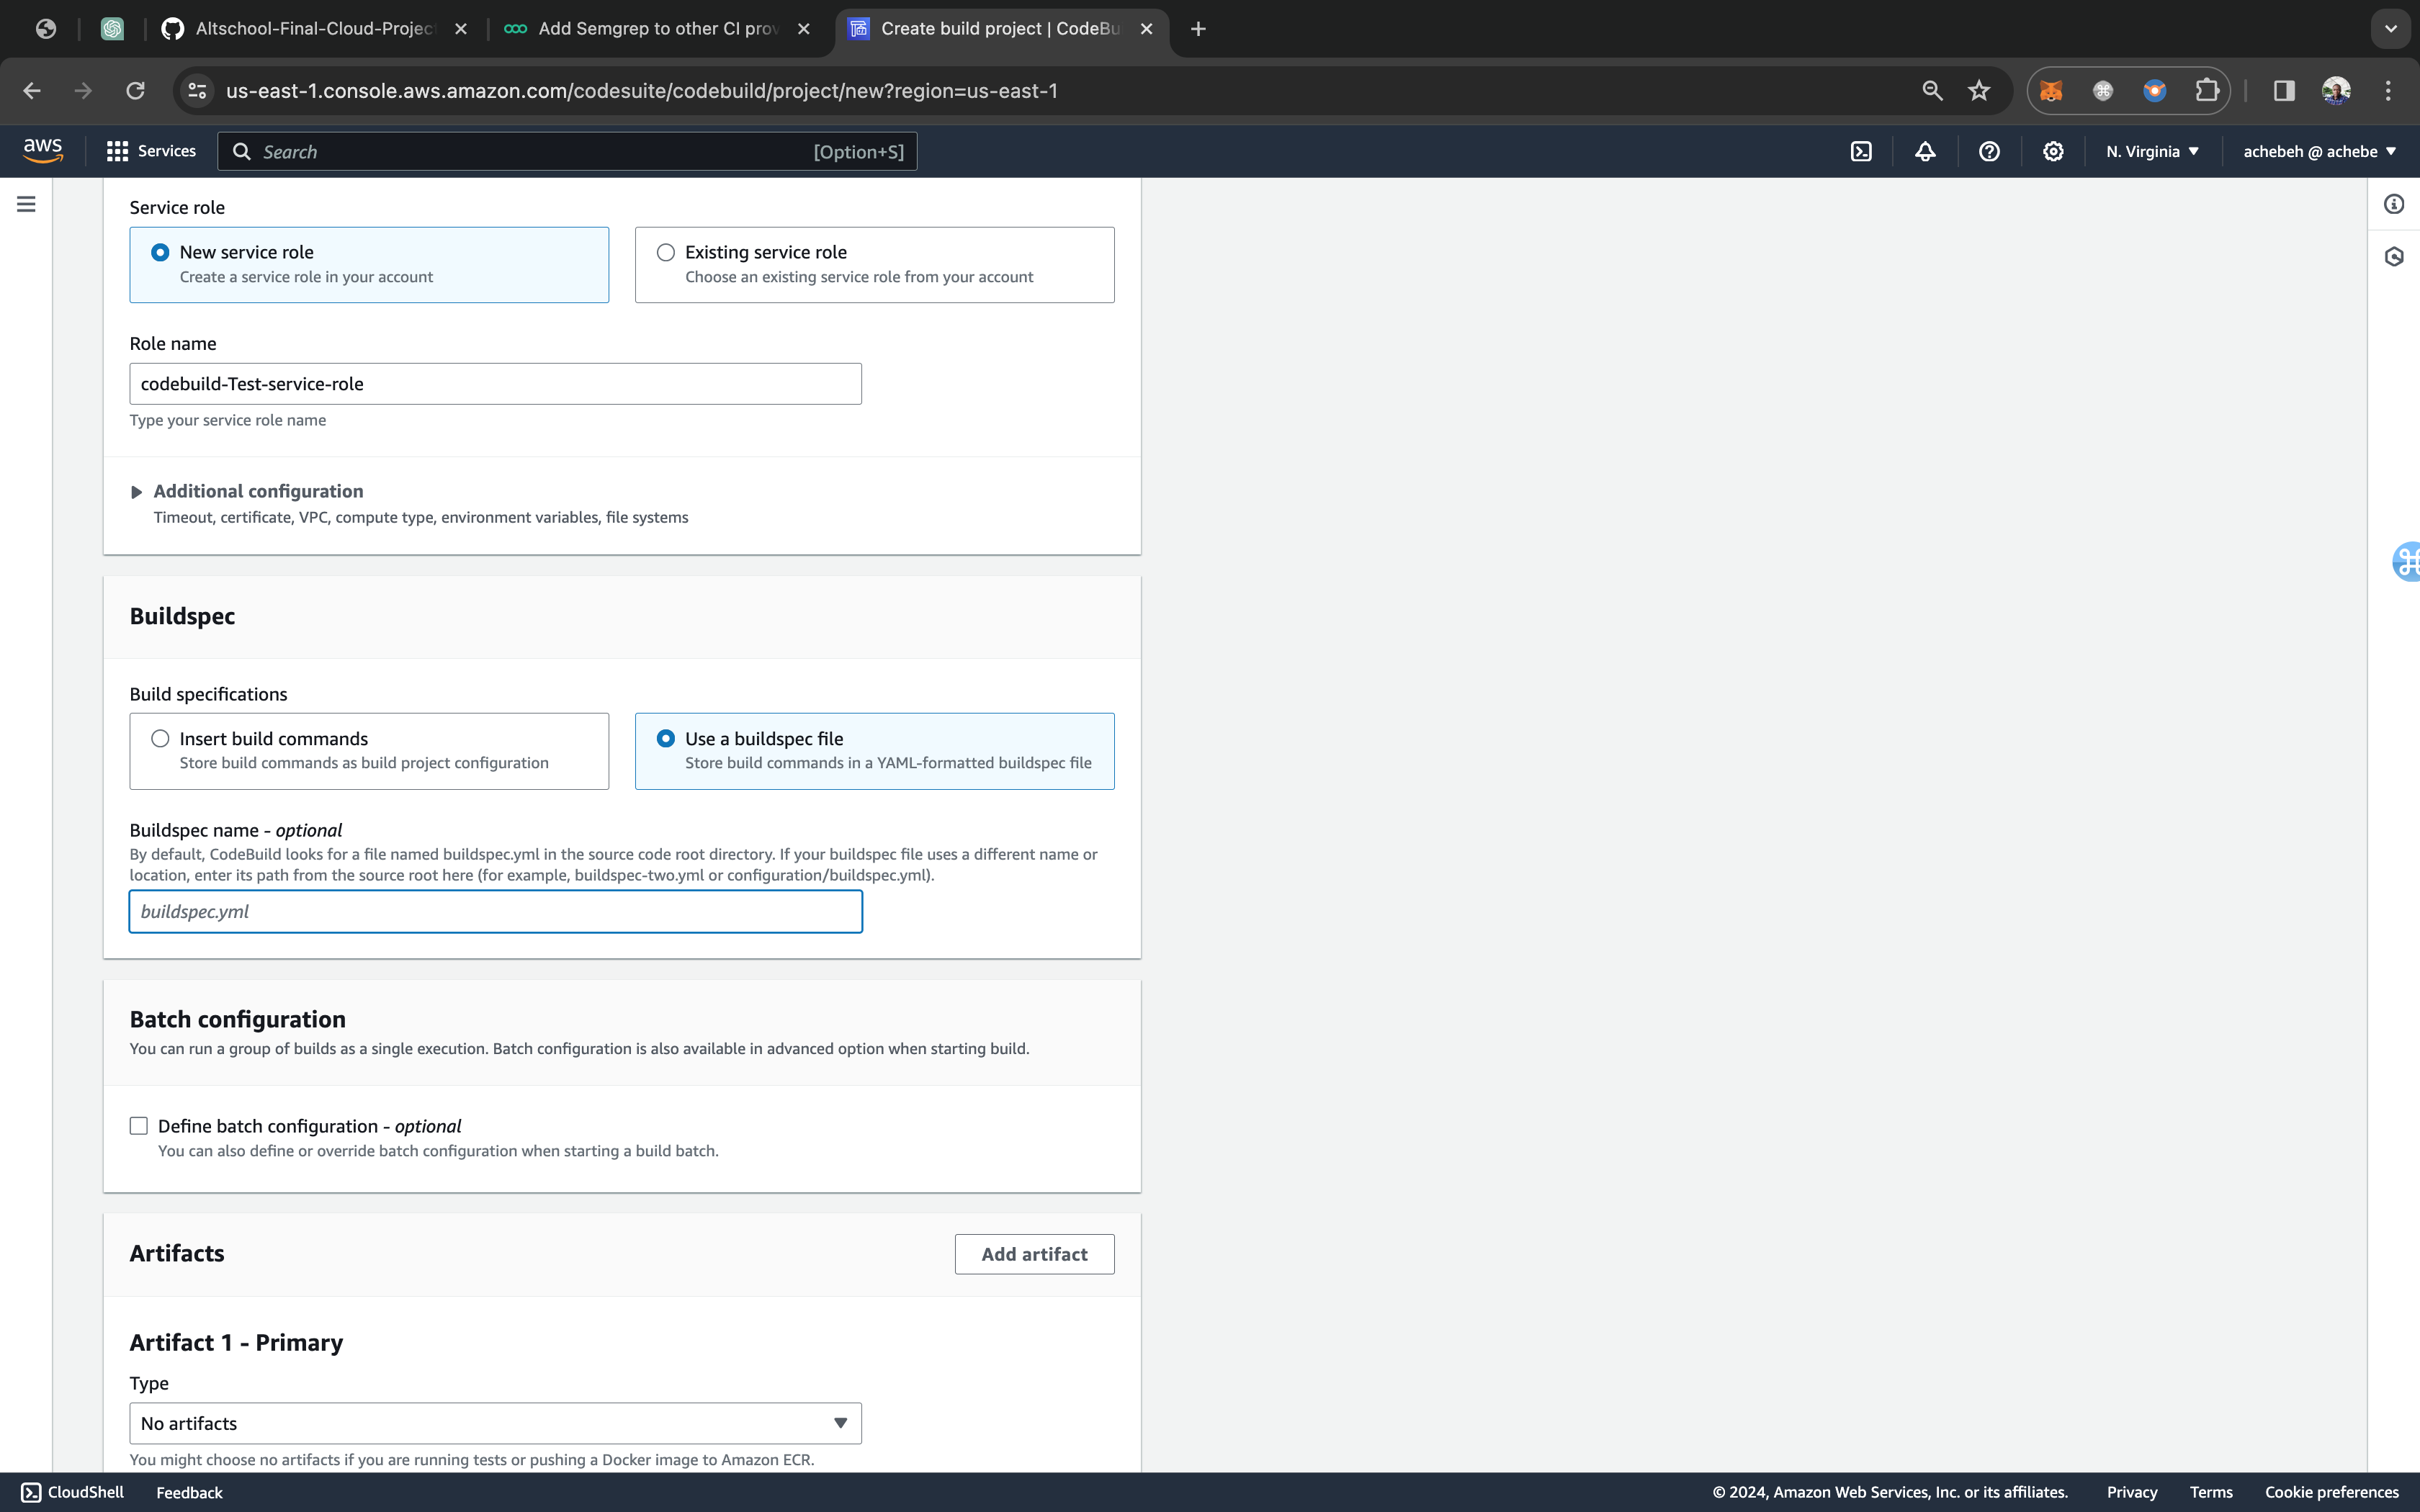 Altschool-Final-Cloud-Project
Add Semgrep to other CI prov
Create build project | CodeBu
us-east-1.console.aws.amazon.com/codesuite/codebuild/project/new?region=us-east-1
aws
Services
Search
[Option+S]
N. Virginia
achebeh @ achebe
Service role
New service role
Create a service role in your account
Existing service role
Choose an existing service role from your account
Role name
codebuild-Test-service-role
Type your service role name
Additional configuration
Timeout, certificate, VPC, compute type, environment variables, file systems
Buildspec
Build specifications
Insert build commands
Store build commands as build project configuration
Use a buildspec file
Store build commands in a YAML-formatted buildspec file
Buildspec name - optional
By default, CodeBuild looks for a file named buildspec.yml in the source code root directory. If your buildspec file uses a different name or
location, enter its path from the source root here (for example, buildspec-two.yml or configuration/buildspec.yml).
buildspec.yml
Batch configuration
You can run a group of builds as a single execution. Batch configuration is also available in advanced option when starting build.
Define batch configuration - optional
You can also define or override batch configuration when starting a build batch.
Artifacts
Add artifact
Artifact 1 - Primary
Type
No artifacts
You might choose no artifacts if you are running tests or pushing a Docker image to Amazon ECR.
CloudShell
Feedback
© 2024, Amazon Web Services, Inc. or its affiliates.
Privacy
Terms
Cookie preferences